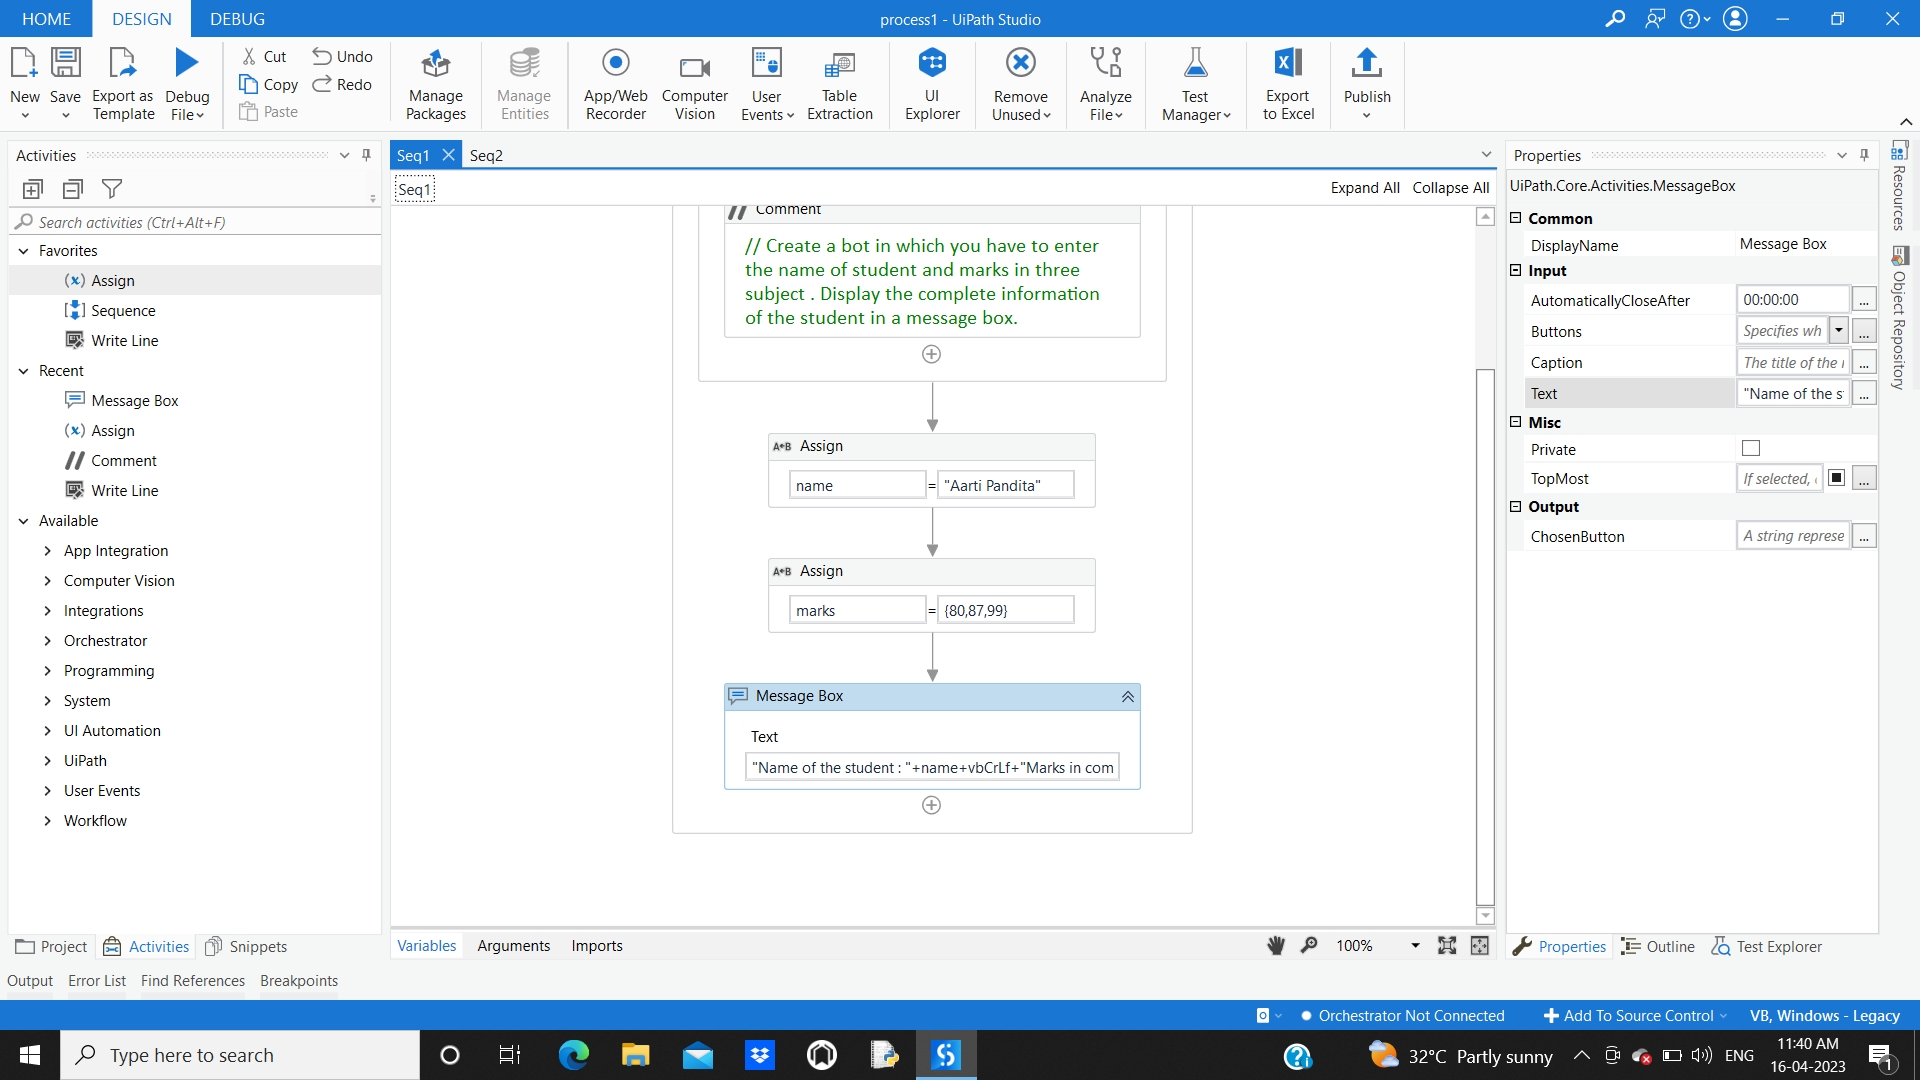 HOME DESIGN DEBUG process1 - UiPath Studio
New Save Export as Template Debug File Cut Copy Paste Undo Redo Manage Packages Manage Entities App/Web Recorder Computer Vision User Events Table Extraction UI Explorer Remove Unused Analyze File Test Manager Export to Excel Publish
Activities
Search activities (Ctrl+Alt+F)
Favorites
Assign
Sequence
Write Line
Recent
Message Box
Assign
Comment
Write Line
Available
App Integration
Computer Vision
Integrations
Orchestrator
Programming
System
UI Automation
UiPath
User Events
Workflow
Project Activities Snippets
Seq1 Seq2
Seq1 Expand All Collapse All
Comment
// Create a bot in which you have to enter
the name of student and marks in three
subject . Display the complete information
of the student in a message box.
A+B Assign
name = "Aarti Pandita"
A+B Assign
marks = {80,87,99}
Message Box
Text
"Name of the student : "+name+vbCrLf+"Marks in com
Variables Arguments Imports 100%
Properties
UiPath.Core.Activities.MessageBox
Common
DisplayName Message Box
Input
AutomaticallyCloseAfter 00:00:00 ...
Buttons Specifies wh ...
Caption The title of the ...
Text "Name of the s ...
Misc
Private
TopMost If selected, ...
Output
ChosenButton A string represe ...
Properties Outline Test Explorer
Resources
Object Repository
Output Error List Find References Breakpoints
Orchestrator Not Connected Add To Source Control VB, Windows - Legacy
Type here to search 32°C Partly sunny ENG 11:40 AM
16-04-2023 1